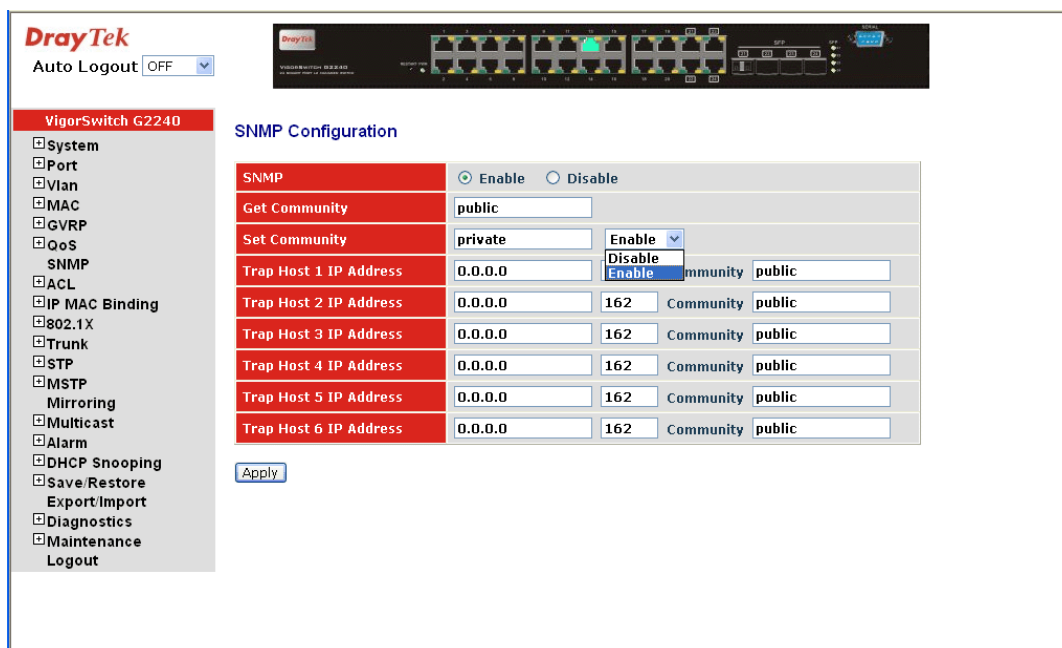 DrayTek
Auto Logout OFF
DrayTek
VIGORSWITCH G2240
SFP
SERIAL
VigorSwitch G2240
System
Port
Vlan
MAC
GVRP
QoS
SNMP
ACL
IP MAC Binding
802.1X
Trunk
STP
MSTP
Mirroring
Multicast
Alarm
DHCP Snooping
Save/Restore
Export/Import
Diagnostics
Maintenance
Logout
SNMP Configuration
SNMP Enable Disable
Get Community public
Set Community private Enable
Disable
Enable
Trap Host 1 IP Address 0.0.0.0 mmunity public
Trap Host 2 IP Address 0.0.0.0 162 Community public
Trap Host 3 IP Address 0.0.0.0 162 Community public
Trap Host 4 IP Address 0.0.0.0 162 Community public
Trap Host 5 IP Address 0.0.0.0 162 Community public
Trap Host 6 IP Address 0.0.0.0 162 Community public
Apply